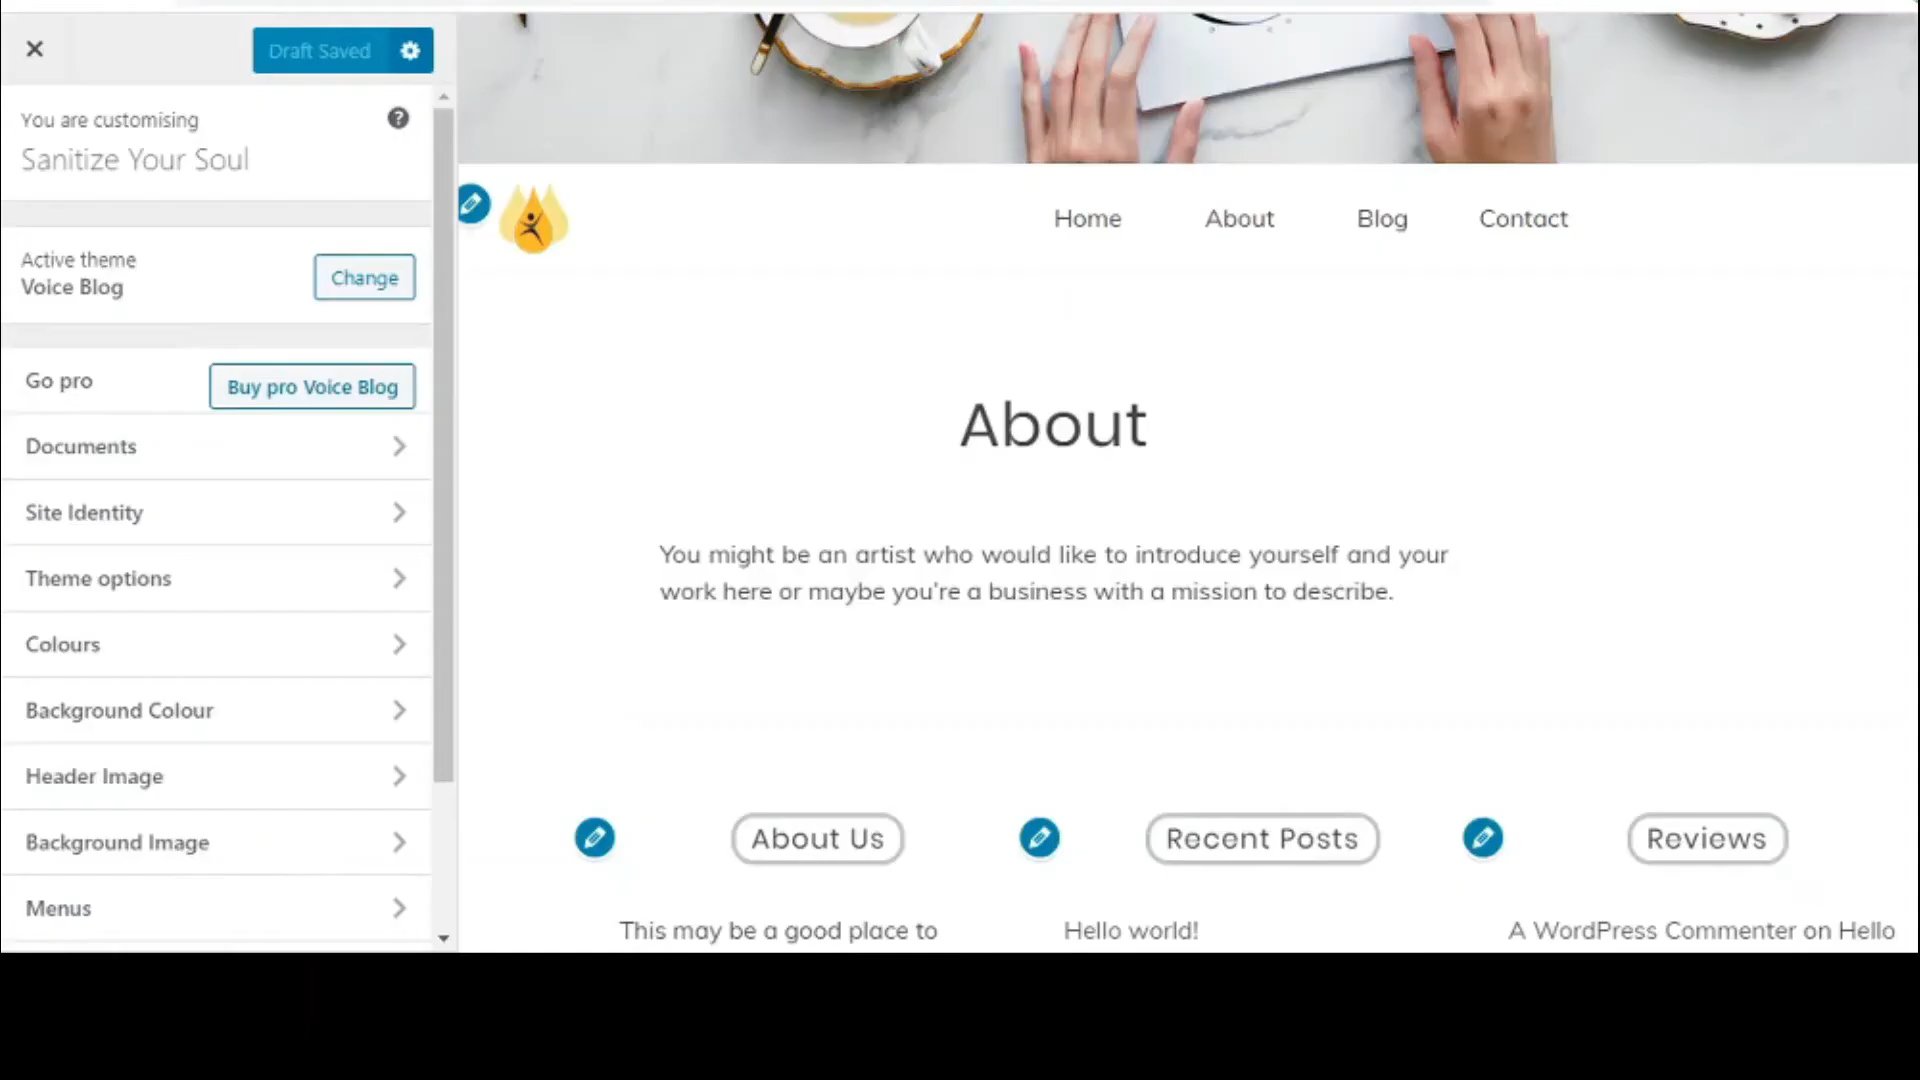 Draft Saved
You are customising
Sanitize Your Soul
Active theme
Voice Blog
Change
Go pro
Buy pro Voice Blog
Documents
Site Identity
Theme options
Colours
Background Colour
Header Image
Background Image
Menus
Home
About
Blog
Contact
About
You might be an artist who would like to introduce yourself and your
work here or maybe you're a business with a mission to describe.
About Us
Recent Posts
Reviews
This may be a good place to
Hello world!
A WordPress Commenter on Hello